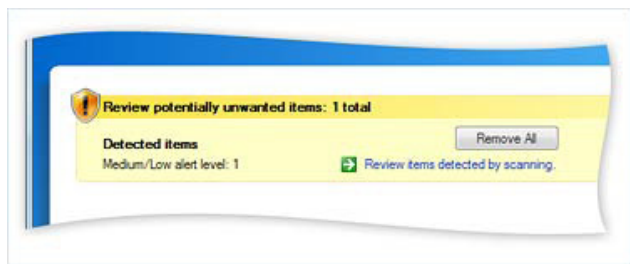 Review potentially unwanted items: 1 total
Detected items
Remove All
Medium/Low alert level: 1
Review items detected by scanning.